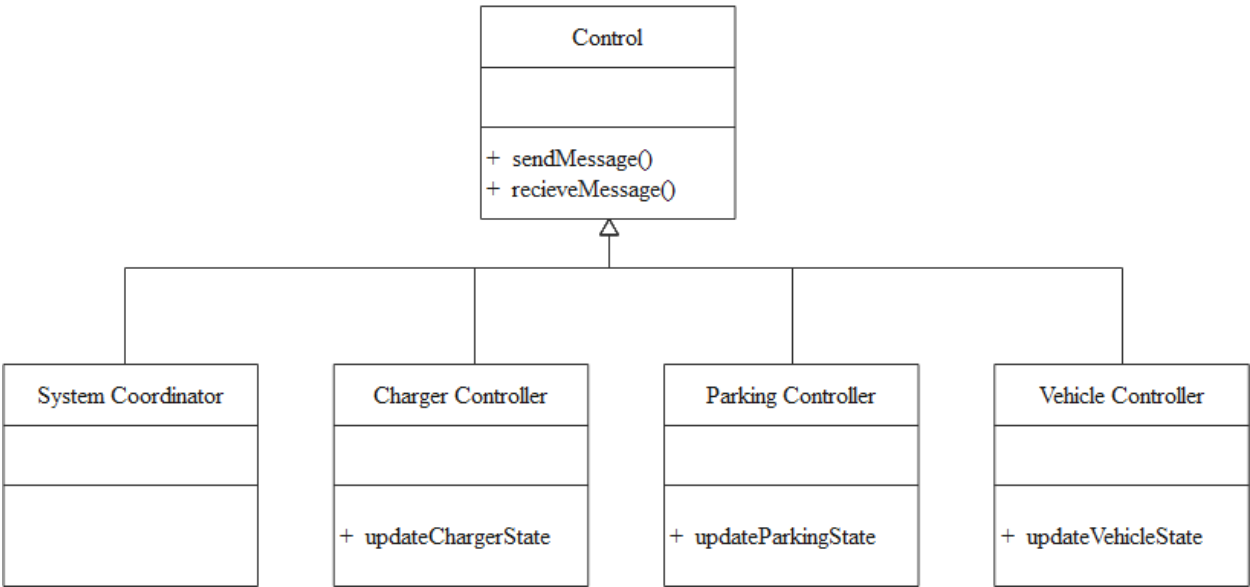 Control
+ sendMessage()
+ recieveMessage()
System Coordinator
Charger Controller
+ updateChargerState
Parking Controller
+ updateParkingState
Vehicle Controller
+ updateVehicleState